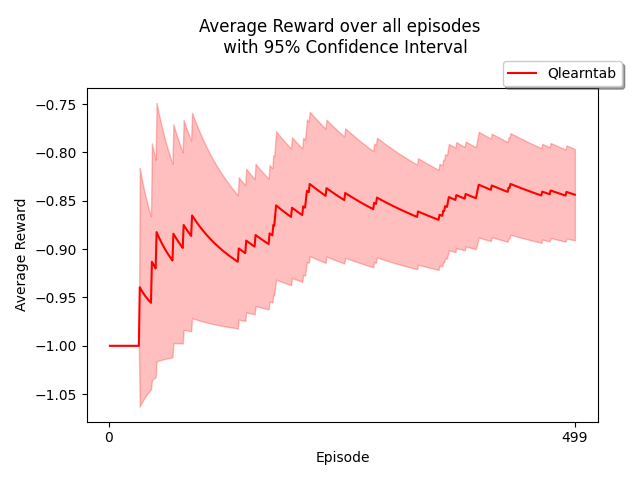 Average Reward over all episodes
with 95% Confidence Interval
Qlearntab
−0.75
−0.80
−0.85
−0.90
−0.95
−1.00
−1.05
Average Reward
0
499
Episode